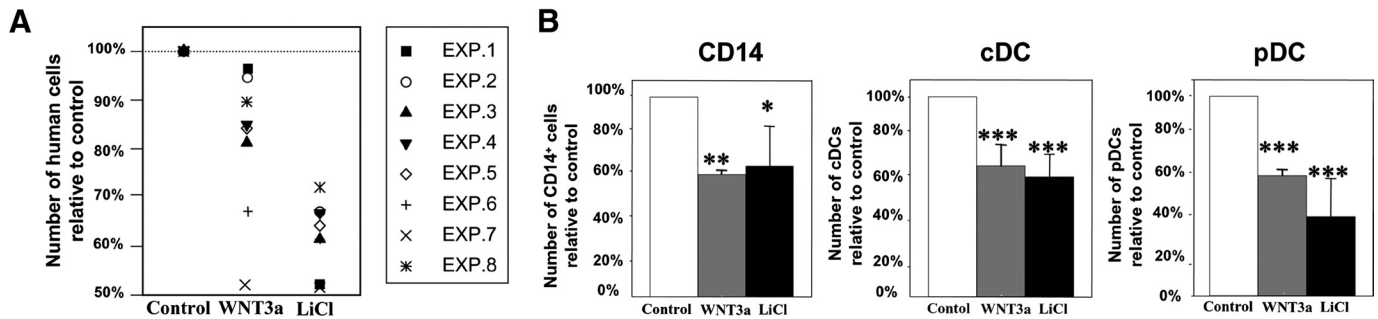 A
Number of human cells
relative to control
100%
90%
80%
70%
60%
50%
Control WNT3a LiCl
EXP.1
EXP.2
EXP.3
EXP.4
EXP.5
EXP.6
EXP.7
EXP.8
B
CD14
Number of CD14+ cells
relative to control
100%
80%
60%
40%
20%
0%
**
*
Control WNT3a LiCl
cDC
Number of cDCs
relative to control
100%
80%
60%
40%
20%
0%
***
***
Contol WNT3a LiCl
pDC
Number of pDCs
relative to control
100%
80%
60%
40%
20%
0%
***
***
Control WNT3a LiCl